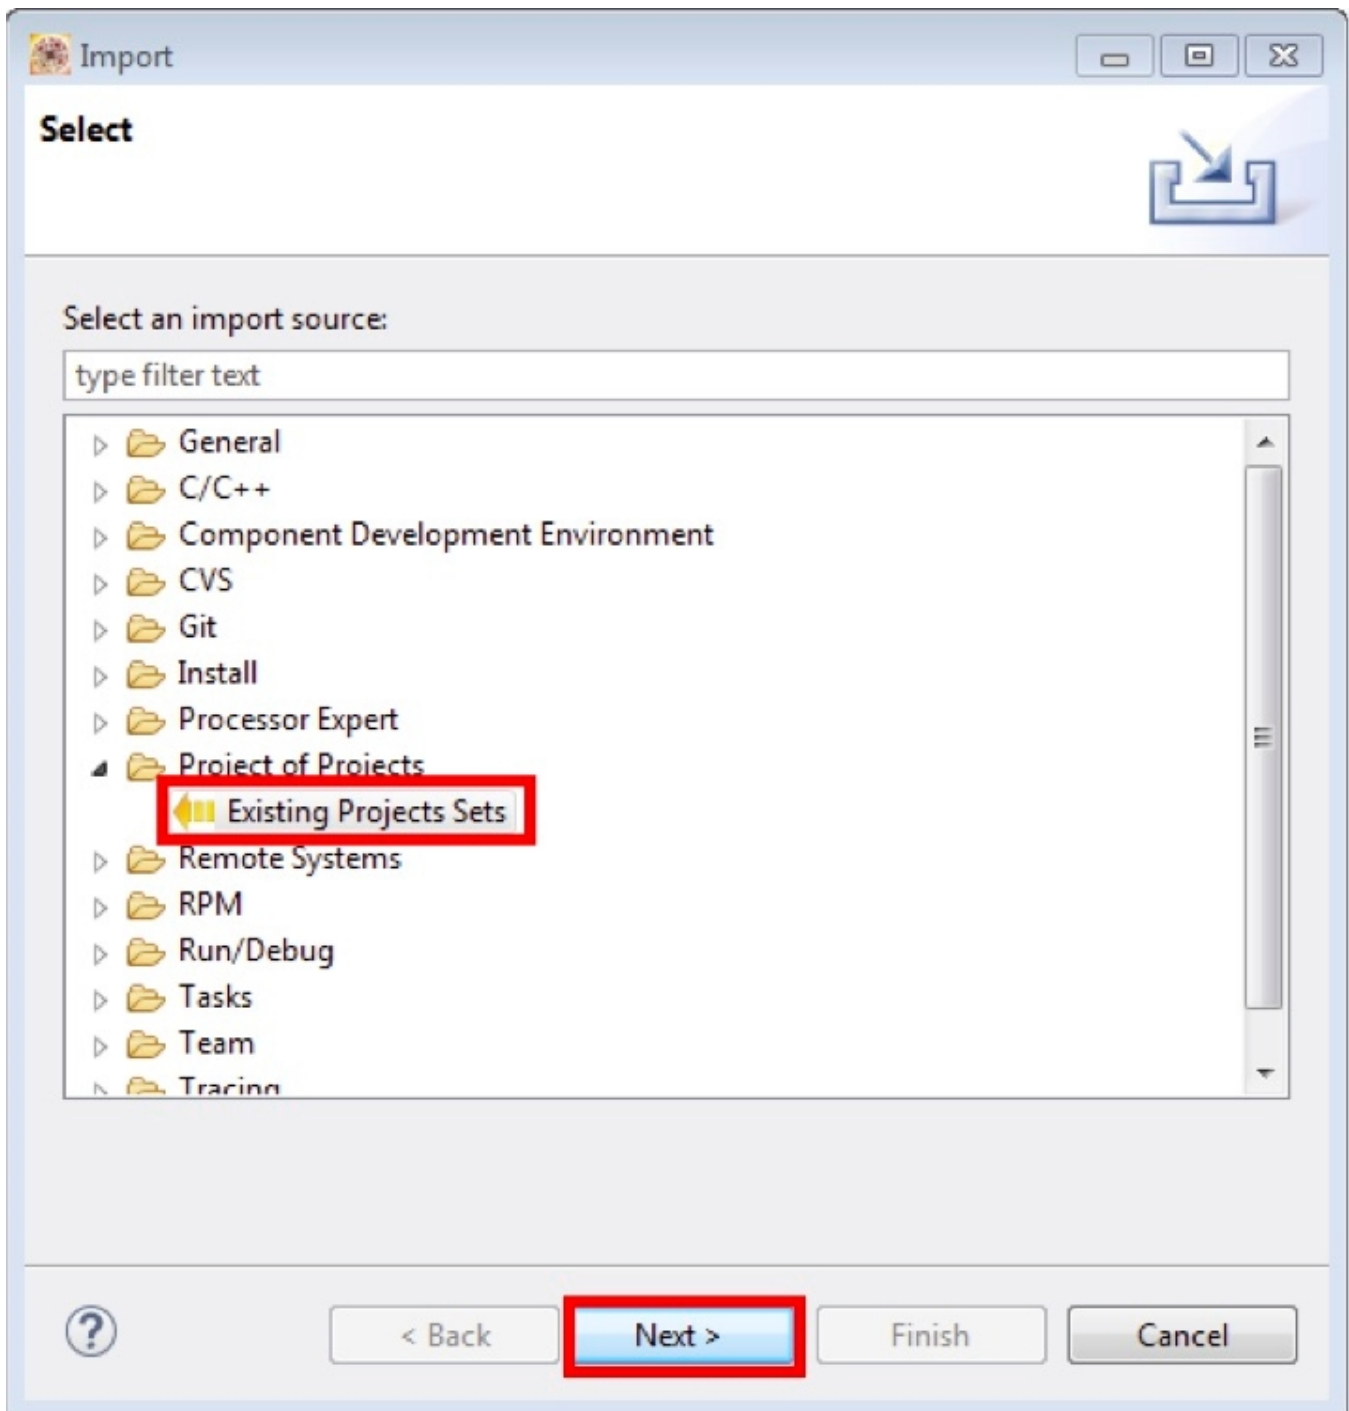 Import
Select
Select an import source:
type filter text
General
C/C++
Component Development Environment
CVS
Git
Install
Processor Expert
Project of Projects
Existing Projects Sets
Remote Systems
RPM
Run/Debug
Tasks
Team
Tracing
? < Back Next > Finish Cancel